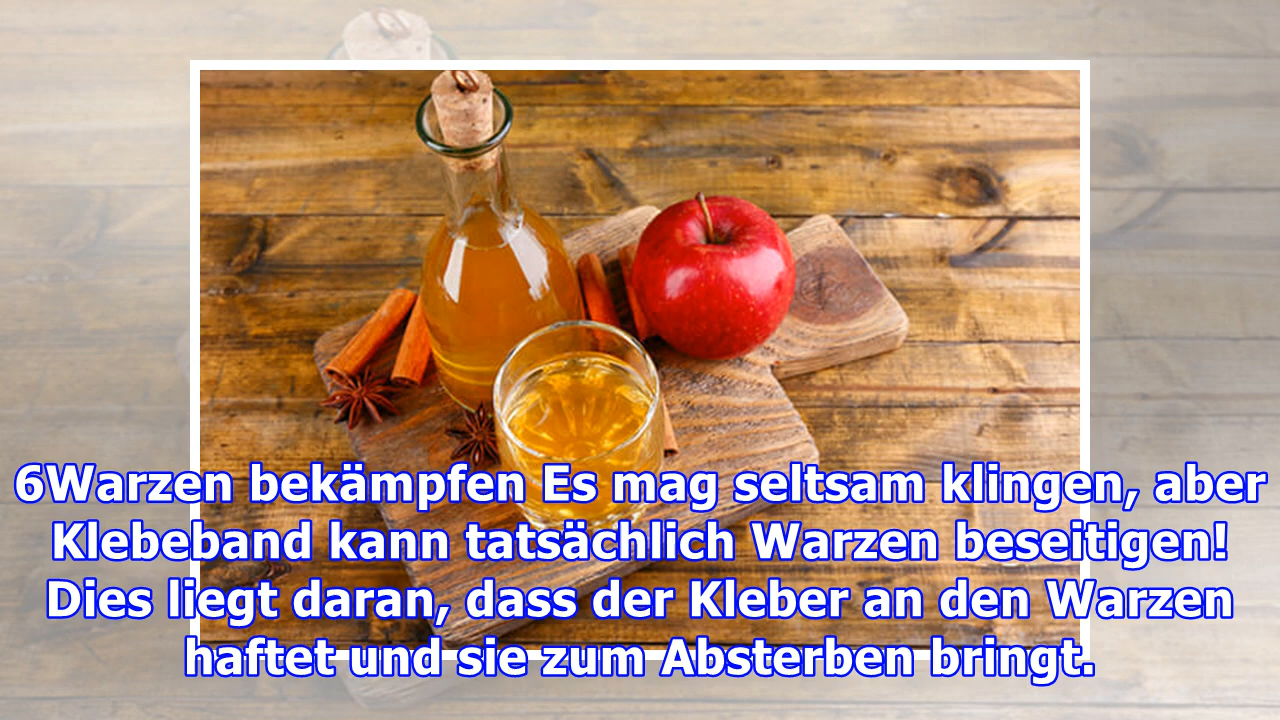 6Warzen bekämpfen Es mag seltsam klingen, aber
Klebeband kann tatsächlich Warzen beseitigen!
Dies liegt daran, dass der Kleber an den Warzen
haftet und sie zum Absterben bringt.